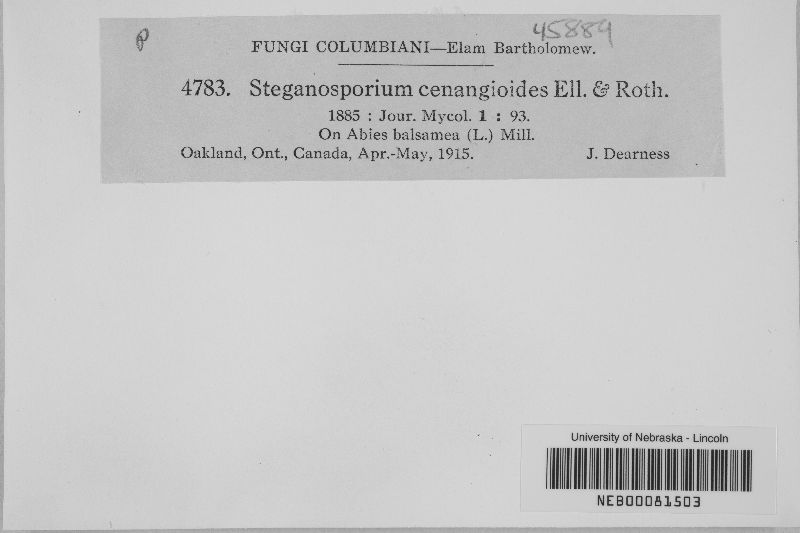 45889
P
FUNGI COLUMBIANI—Elam Bartholomew.
4783. Steganosporium cenangioides Ell. & Roth.
1885 : Jour. Mycol. 1 : 93.
On Abies balsamea (L.) Mill.
Oakland, Ont., Canada, Apr.-May, 1915. J. Dearness
University of Nebraska - Lincoln
NEB00081503